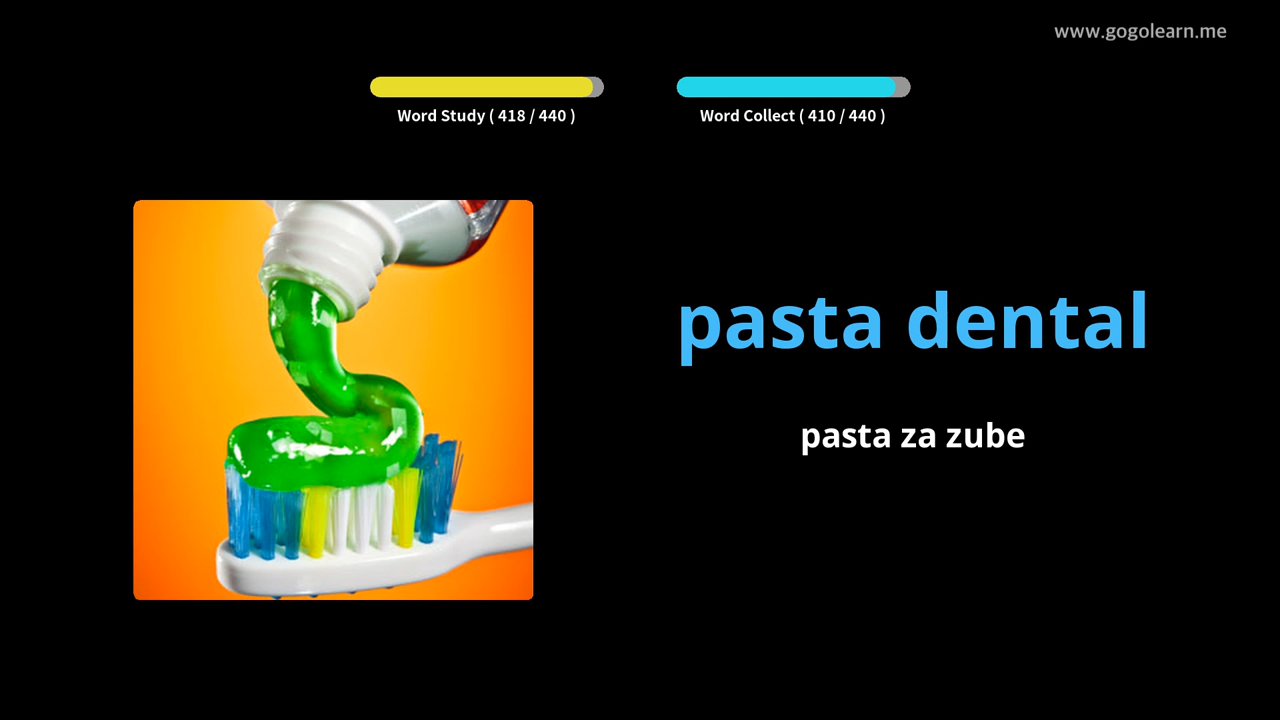 www.gogolearn.me
Word Study ( 418 / 440 )
Word Collect ( 410 / 440 )
pasta dental
pasta za zube